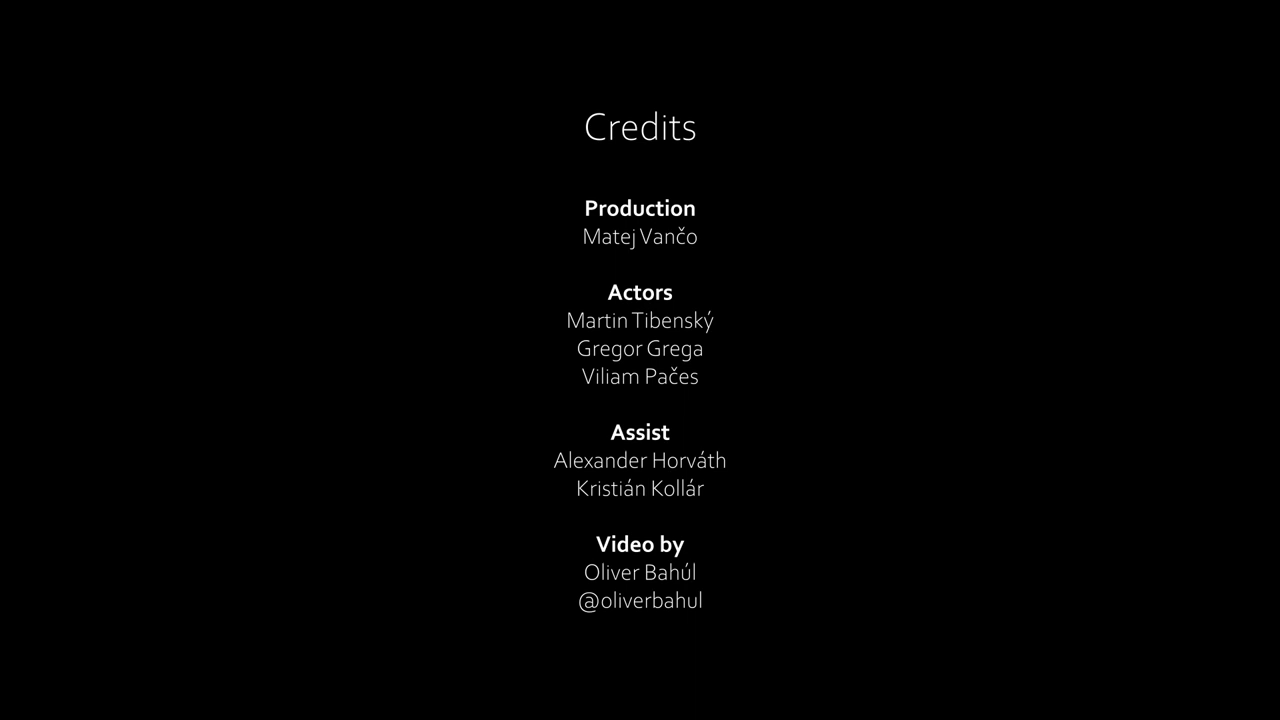 Credits
Production
Matej Vančo
Actors
Martin Tibenský
Gregor Grega
Viliam Pačes
Assist
Alexander Horváth
Kristián Kollár
Video by
Oliver Bahúl
@oliverbahul